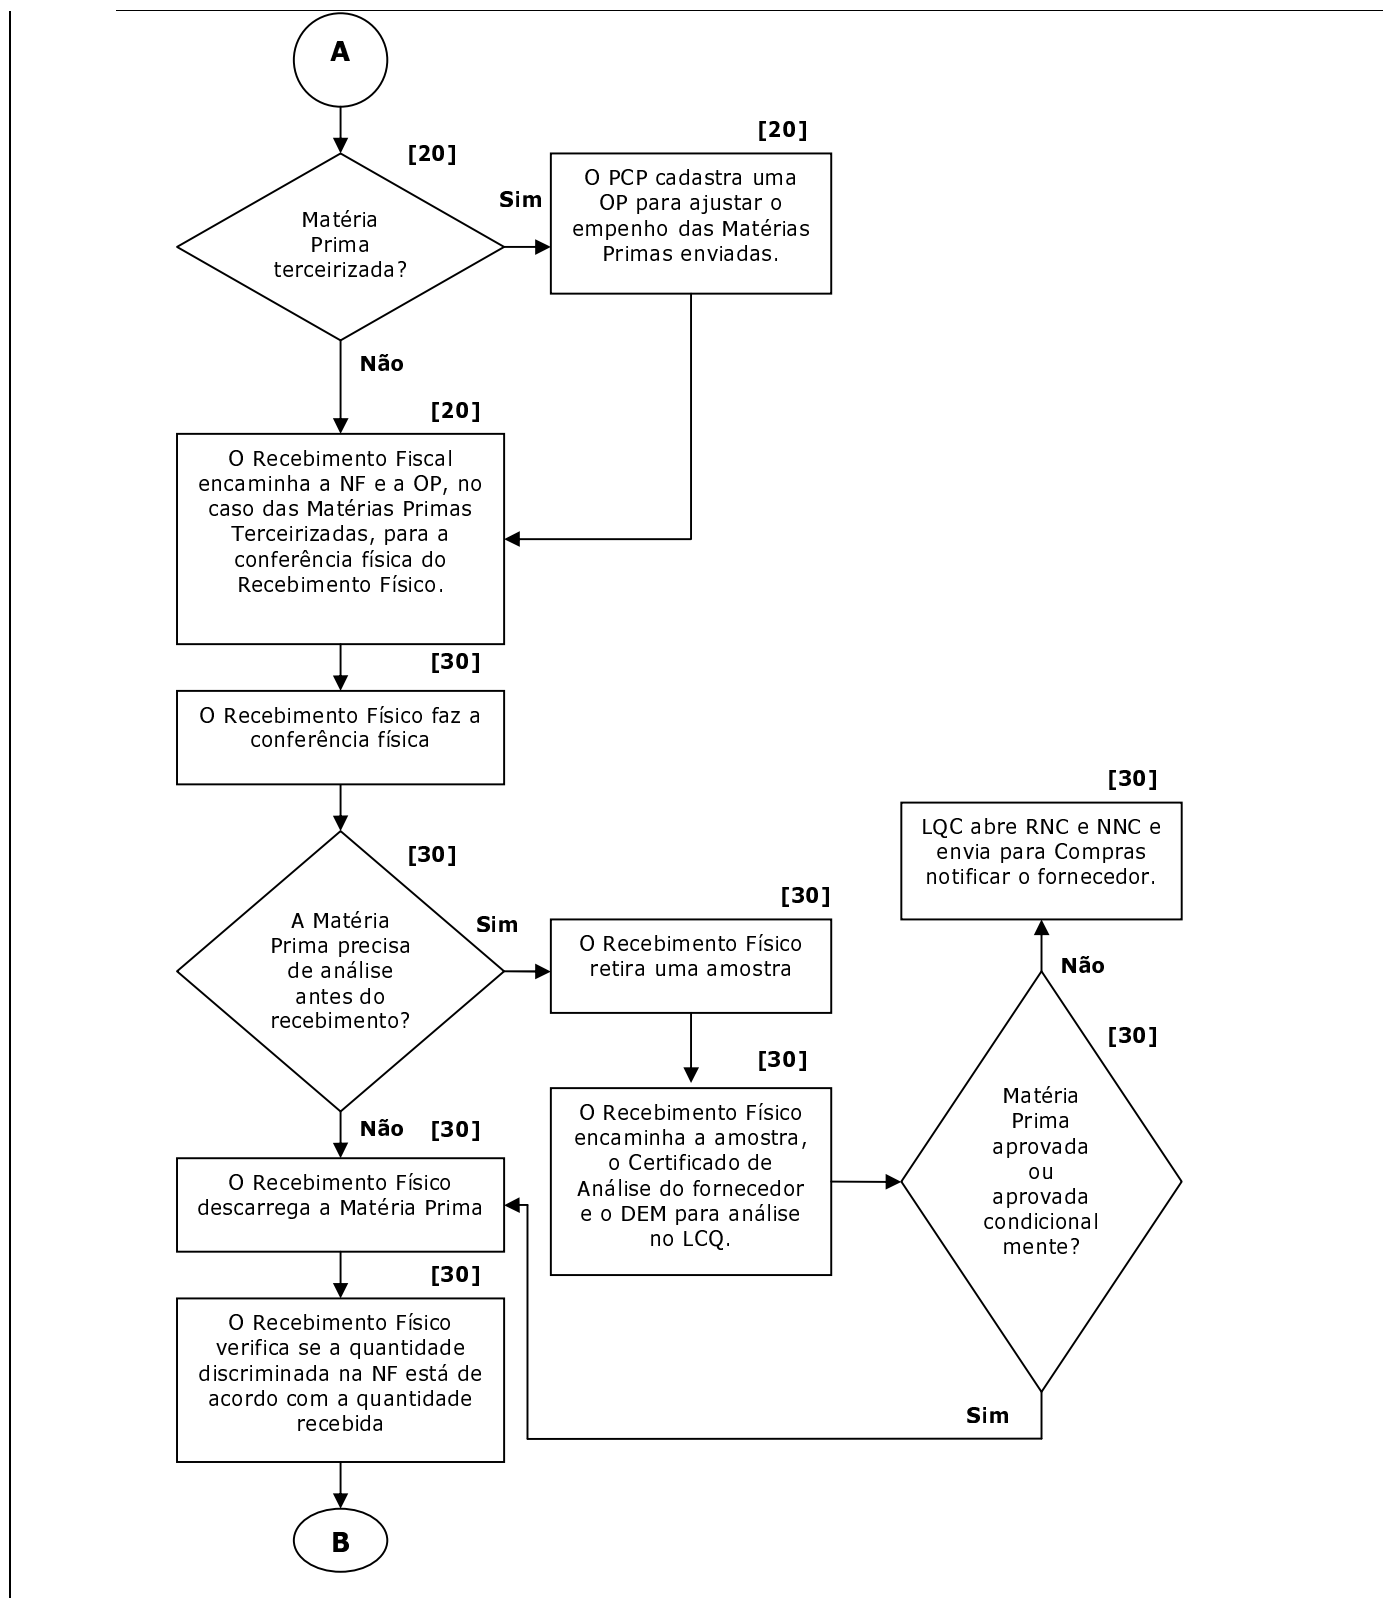 A
[20]
Matéria
Prima
terceirizada?
Sim
[20]
O PCP cadastra uma
OP para ajustar o
empenho das Matérias
Primas enviadas.
Não
[20]
O Recebimento Fiscal
encaminha a NF e a OP, no
caso das Matérias Primas
Terceirizadas, para a
conferência física do
Recebimento Físico.
[30]
O Recebimento Físico faz a
conferência física
[30]
A Matéria
Prima precisa
de análise
antes do
recebimento?
Sim
[30]
O Recebimento Físico
retira uma amostra
[30]
O Recebimento Físico
encaminha a amostra,
o Certificado de
Análise do fornecedor
e o DEM para análise
no LCQ.
[30]
LQC abre RNC e NNC e
envia para Compras
notificar o fornecedor.
Não
[30]
Matéria
Prima
aprovada
ou
aprovada
condicional
mente?
Sim
Não
[30]
O Recebimento Físico
descarrega a Matéria Prima
[30]
O Recebimento Físico
verifica se a quantidade
discriminada na NF está de
acordo com a quantidade
recebida
B